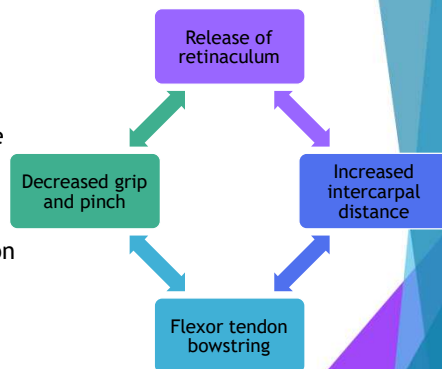 Release of
retinaculum
Decreased grip
and pinch
Increased
intercarpal
distance
Flexor tendon
bowstring